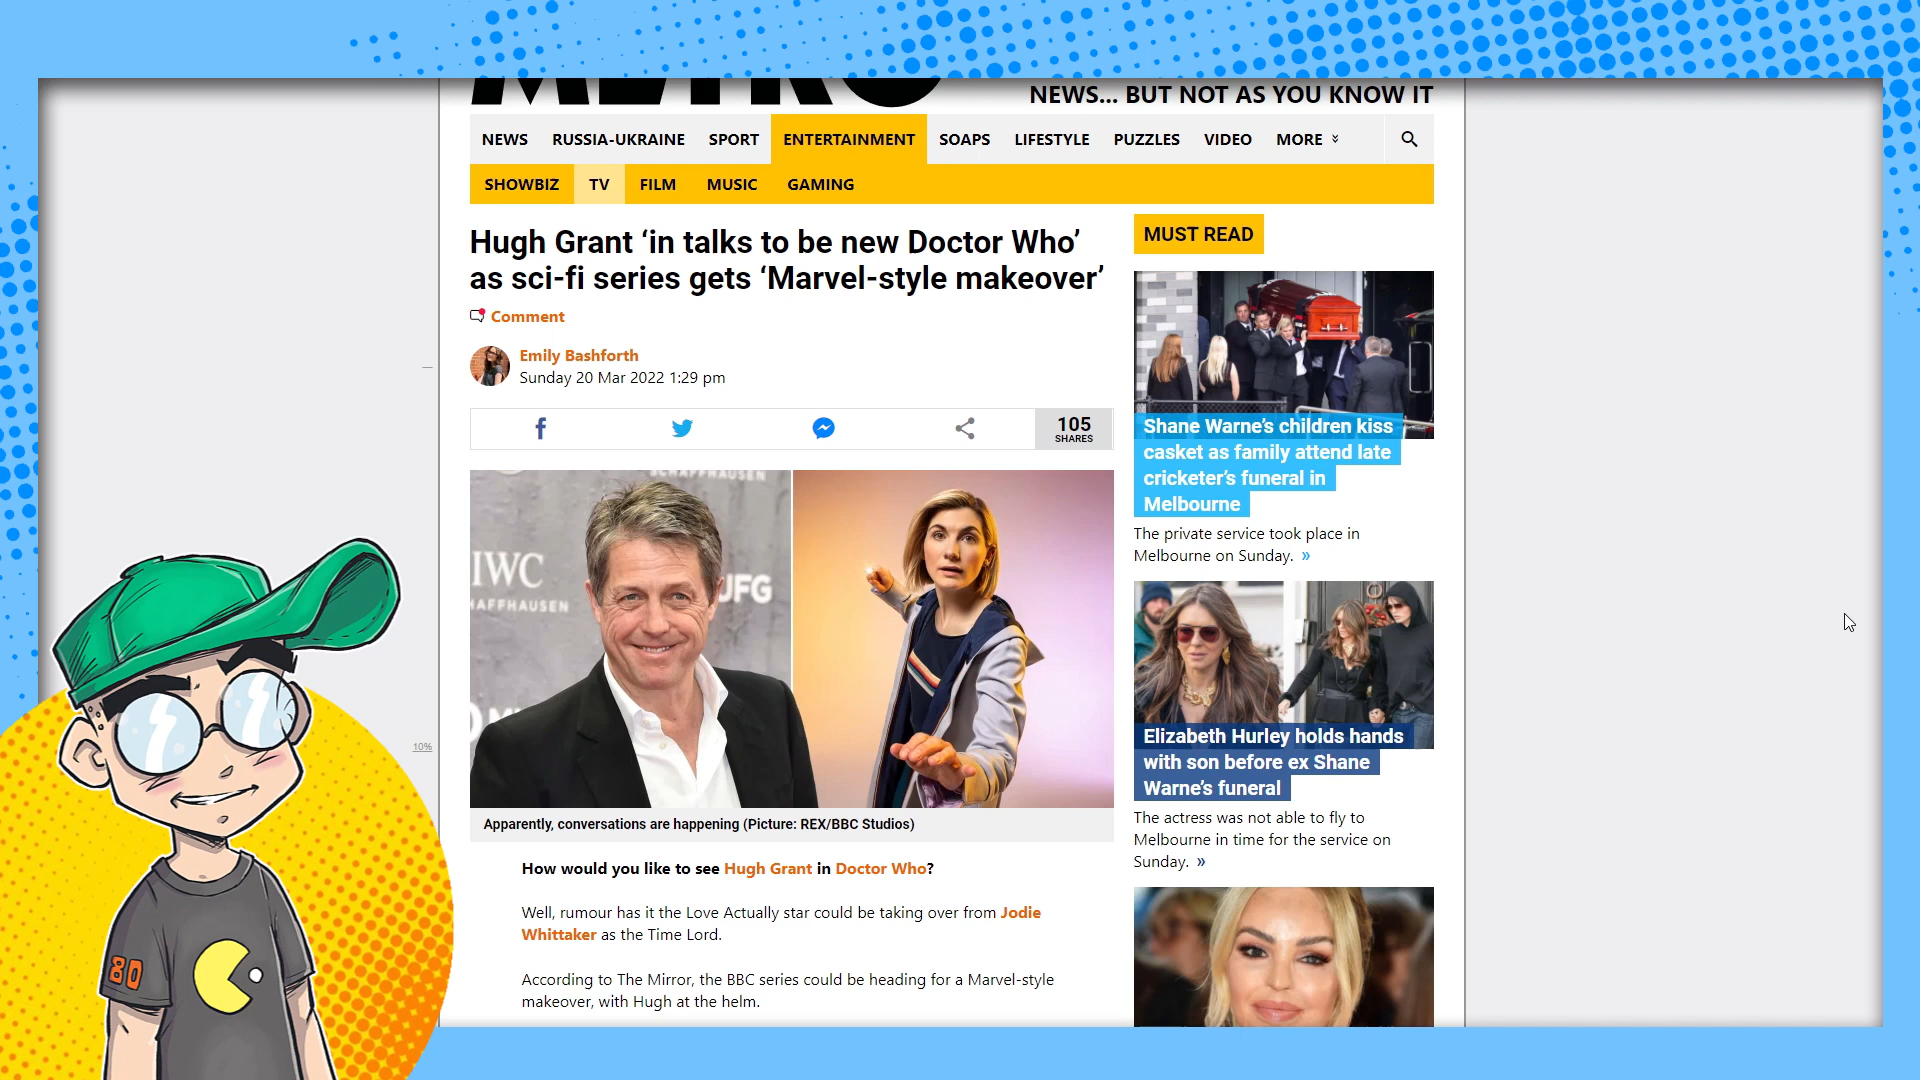 METRO
NEWS... BUT NOT AS YOU KNOW IT
NEWS RUSSIA-UKRAINE SPORT ENTERTAINMENT SOAPS LIFESTYLE PUZZLES VIDEO MORE
SHOWBIZ TV FILM MUSIC GAMING
Hugh Grant ‘in talks to be new Doctor Who’
as sci-fi series gets ‘Marvel-style makeover’
Comment
Emily Bashforth
Sunday 20 Mar 2022 1:29 pm
105
SHARES
SCHAFFHAUSEN
IWC
HAFFHAUSEN
UFG
Apparently, conversations are happening (Picture: REX/BBC Studios)
How would you like to see Hugh Grant in Doctor Who?
Well, rumour has it the Love Actually star could be taking over from Jodie
Whittaker as the Time Lord.
According to The Mirror, the BBC series could be heading for a Marvel-style
makeover, with Hugh at the helm.
MUST READ
Shane Warne’s children kiss
casket as family attend late
cricketer’s funeral in
Melbourne
The private service took place in
Melbourne on Sunday. »
Elizabeth Hurley holds hands
with son before ex Shane
Warne’s funeral
The actress was not able to fly to
Melbourne in time for the service on
Sunday. »
10%
80